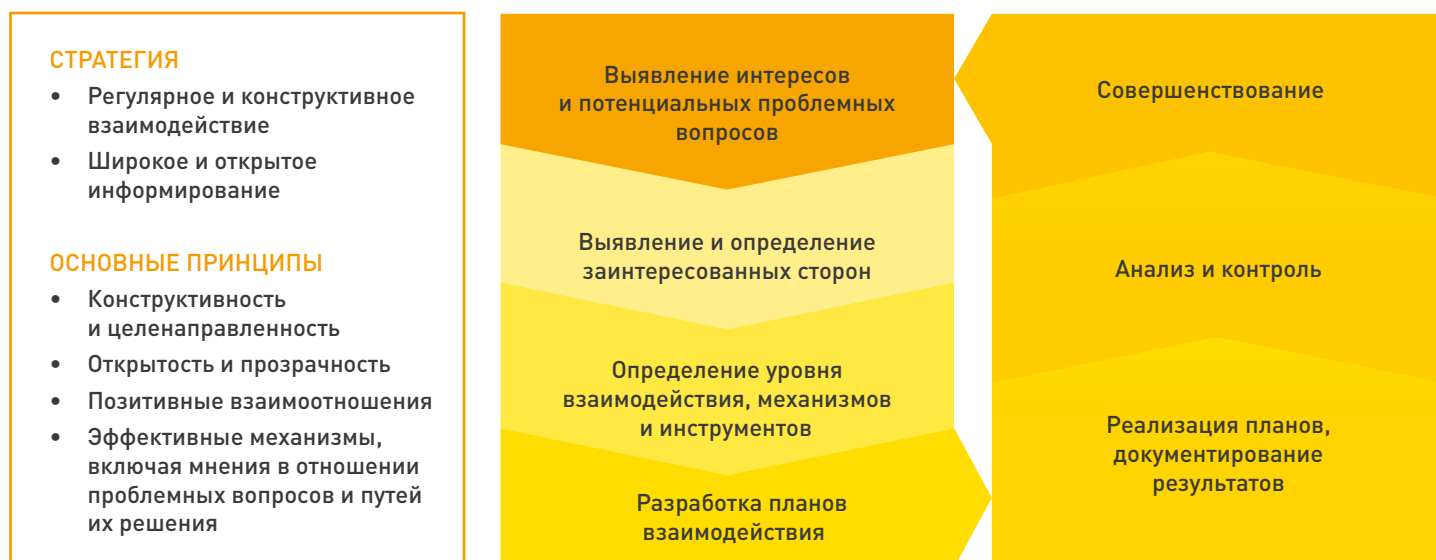 СТРАТЕГИЯ
• Регулярное и конструктивное
взаимодействие
• Широкое и открытое
информирование
ОСНОВНЫЕ ПРИНЦИПЫ
• Конструктивность
и целенаправленность
• Открытость и прозрачность
• Позитивные взаимоотношения
• Эффективные механизмы,
включая мнения в отношении
проблемных вопросов и путей
их решения
Выявление интересов
и потенциальных проблемных
вопросов
Выявление и определение
заинтересованных сторон
Определение уровня
взаимодействия, механизмов
и инструментов
Разработка планов
взаимодействия
Совершенствование
Анализ и контроль
Реализация планов,
документирование
результатов